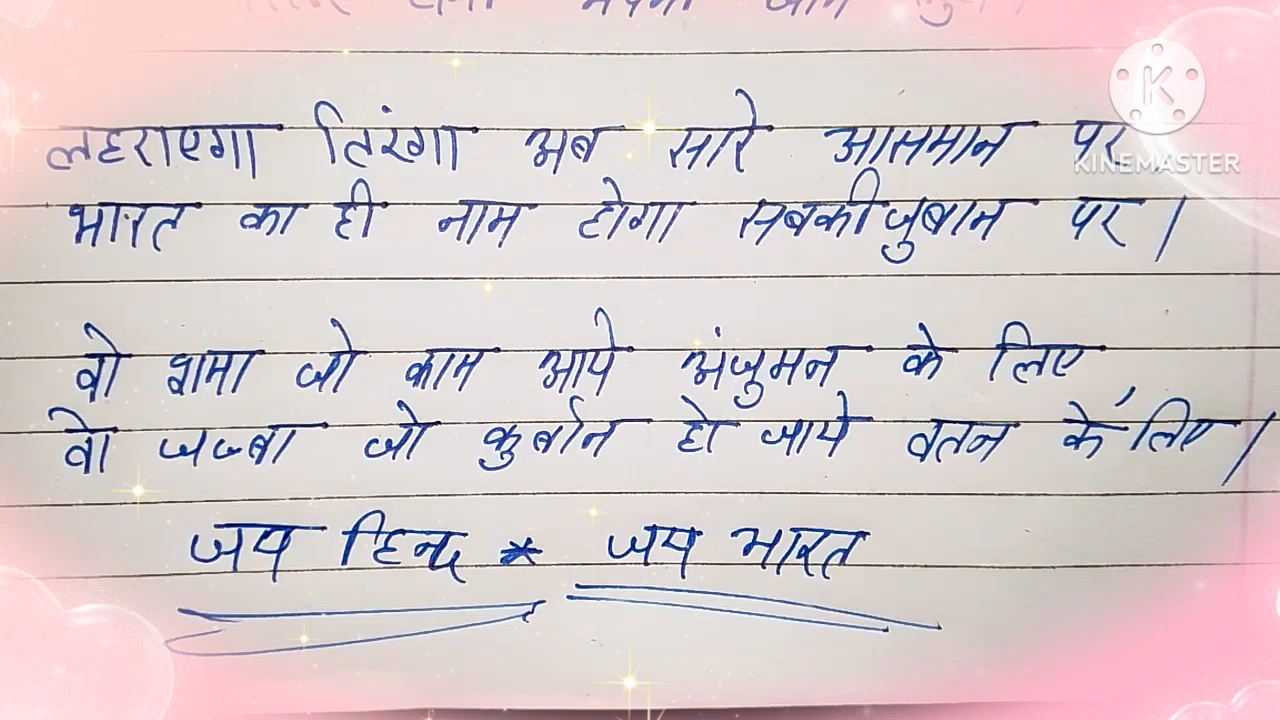 लहराएगा तिरंगा अब सारे आसमान पर
भारत का ही नाम होगा सबकी जुबान पर।
वो शमा जो काम आये अंजुमन के लिए
वो जज्बा जो कुर्बान हो जाये वतन के लिए।
जय हिन्द * जय भारत
K
KINEMASTER